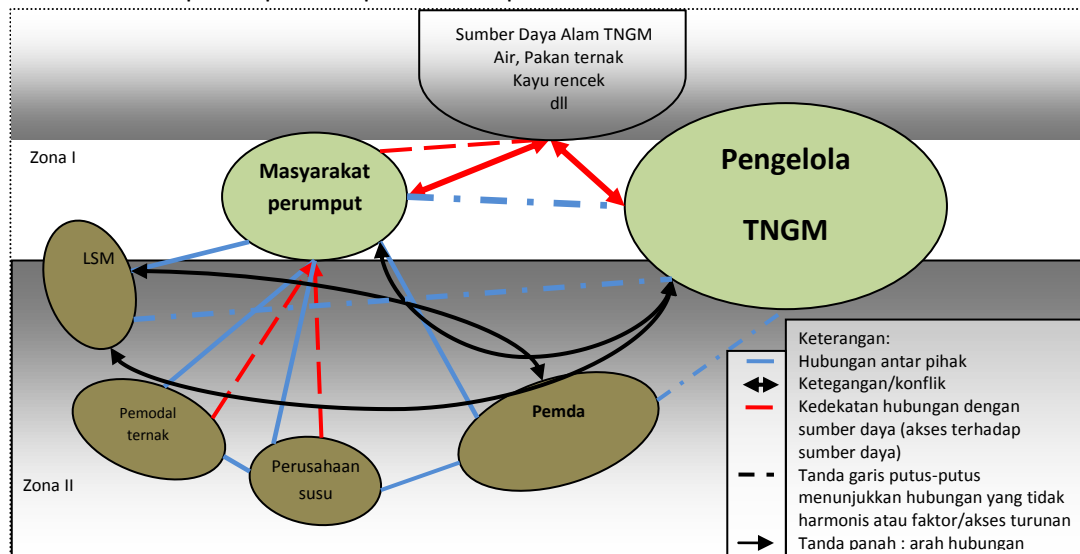 Sumber Daya Alam TNGM
Air, Pakan ternak
Kayu rencek
dll
Zona I
Masyarakat
perumput
Pengelola
TNGM
LSM
Pemodal
ternak
Perusahaan
susu
Pemda
Zona II
Keterangan:
Hubungan antar pihak
Ketegangan/konflik
Kedekatan hubungan dengan
sumber daya (akses terhadap
sumber daya)
Tanda garis putus-putus
menunjukkan hubungan yang tidak
harmonis atau faktor/akses turunan
Tanda panah : arah hubungan